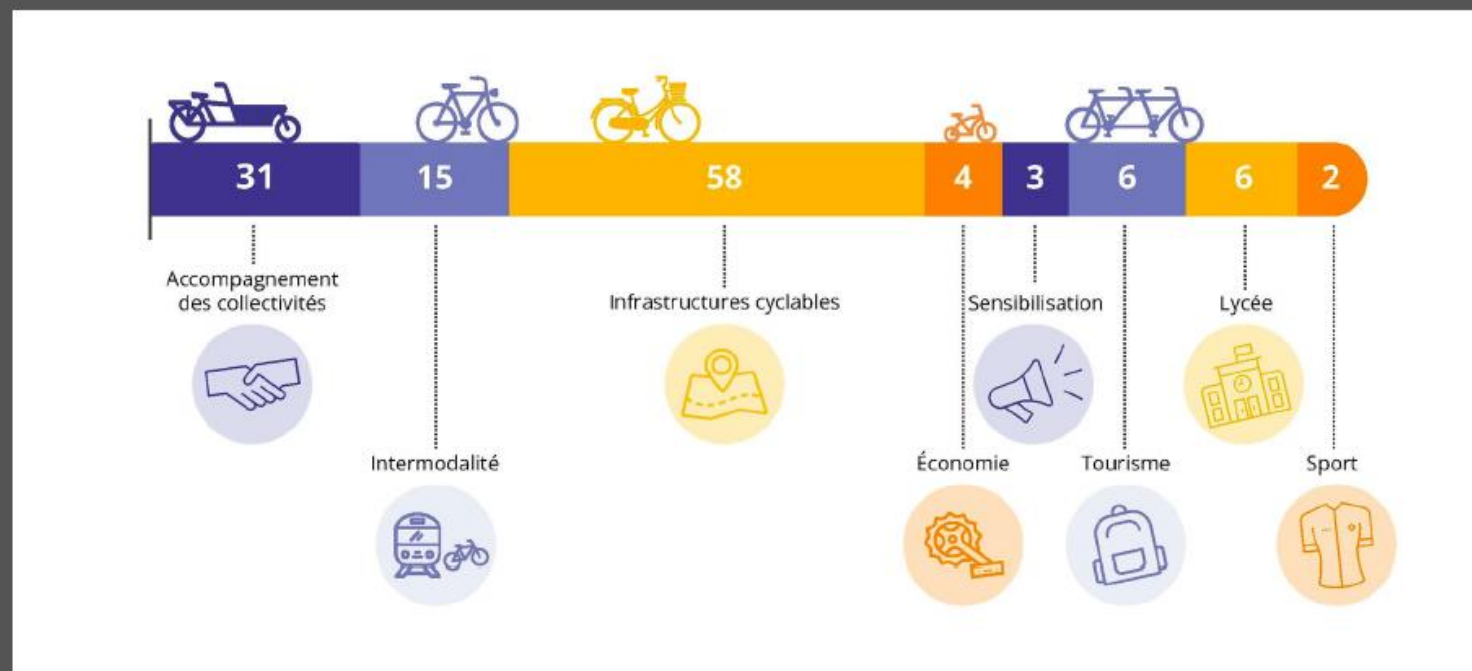 31 15 58 4 3 6 6 2
Accompagnement
des collectivités
Infrastructures cyclables
Sensibilisation
Lycée
Intermodalité
Économie
Tourisme
Sport